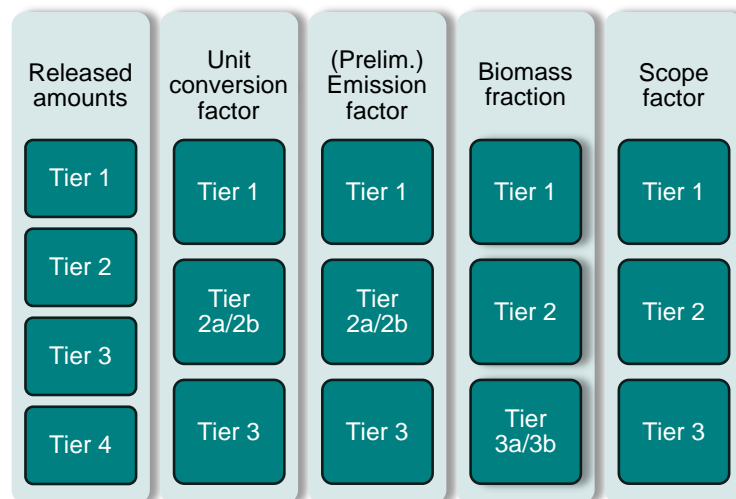 Released
amounts
Tier 1
Tier 2
Tier 3
Tier 4
Unit
conversion
factor
Tier 1
Tier
2a/2b
Tier 3
(Prelim.)
Emission
factor
Tier 1
Tier
2a/2b
Tier 3
Biomass
fraction
Tier 1
Tier 2
Tier
3a/3b
Scope
factor
Tier 1
Tier 2
Tier 3